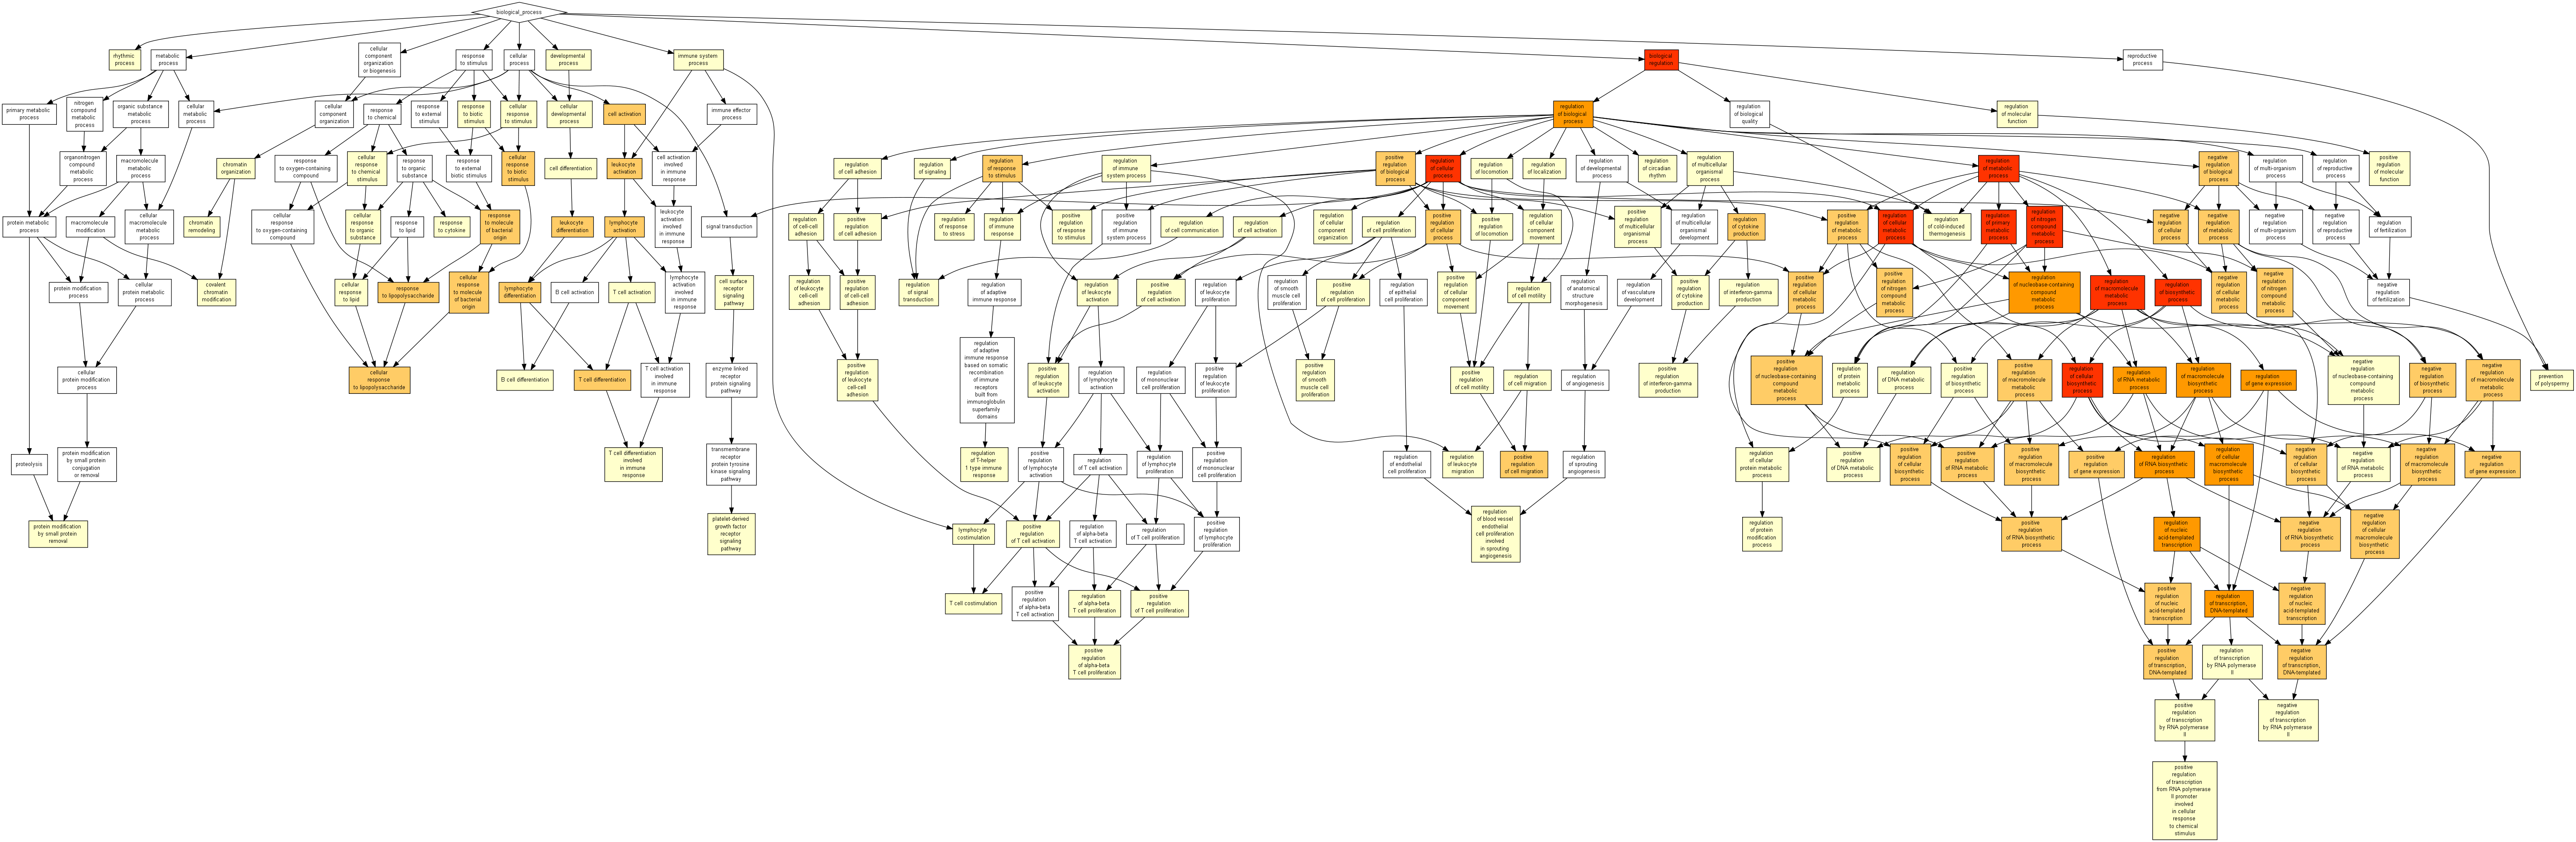 biological_process
rhythmic
process
metabolic
process
cellular
component
organization
or biogenesis
response
to stimulus
cellular
process
developmental
process
immune system
process
biological
regulation
reproductive
process
primary metabolic
process
nitrogen
compound
metabolic
process
organic substance
metabolic
process
cellular
metabolic
process
cellular
component
organization
response
to chemical
response
to external
stimulus
response
to biotic
stimulus
cellular
response
to stimulus
cellular
developmental
process
cell activation
immune effector
process
regulation
of biological
process
regulation
of biological
quality
regulation
of molecular
function
organonitrogen
compound
metabolic
process
macromolecule
metabolic
process
chromatin
organization
response
to oxygen-containing
compound
cellular
response
to chemical
stimulus
response
to organic
substance
response
to external
biotic stimulus
cellular
response
to biotic
stimulus
cell differentiation
leukocyte
activation
cell activation
involved
in immune
response
regulation
of cell adhesion
regulation
of signaling
regulation
of response
to stimulus
regulation
of immune
system process
positive
regulation
of biological
process
regulation
of cellular
process
regulation
of locomotion
regulation
of localization
regulation
of developmental
process
regulation
of circadian
rhythm
regulation
of multicellular
organismal
process
regulation
of metabolic
process
negative
regulation
of biological
process
regulation
of multi-organism
process
regulation
of reproductive
process
positive
regulation
of molecular
function
protein metabolic
process
macromolecule
modification
cellular
macromolecule
metabolic
process
chromatin
remodeling
cellular
response
to oxygen-containing
compound
cellular
response
to organic
substance
response
to lipid
response
to cytokine
response
to molecule
of bacterial
origin
leukocyte
differentiation
lymphocyte
activation
leukocyte
activation
involved
in immune
response
signal transduction
regulation
of cell-cell
adhesion
positive
regulation
of cell adhesion
regulation
of response
to stress
regulation
of immune
response
positive
regulation
of response
to stimulus
positive
regulation
of immune
system process
regulation
of cell communication
regulation
of cell activation
regulation
of cellular
component
organization
regulation
of cell proliferation
positive
regulation
of cellular
process
positive
regulation
of locomotion
regulation
of cellular
component
movement
positive
regulation
of multicellular
organismal
process
regulation
of multicellular
organismal
development
regulation
of cytokine
production
positive
regulation
of metabolic
process
regulation
of cellular
metabolic
process
regulation
of cold-induced
thermogenesis
regulation
of primary
metabolic
process
regulation
of nitrogen
compound
metabolic
process
negative
regulation
of cellular
process
negative
regulation
of metabolic
process
negative
regulation
of multi-organism
process
negative
regulation
of reproductive
process
regulation
of fertilization
protein modification
process
cellular
protein metabolic
process
covalent
chromatin
modification
cellular
response
to lipid
response
to lipopolysaccharide
cellular
response
to molecule
of bacterial
origin
lymphocyte
differentiation
B cell activation
T cell activation
lymphocyte
activation
involved
in immune
response
cell surface
receptor
signaling
pathway
regulation
of leukocyte
cell-cell
adhesion
positive
regulation
of cell-cell
adhesion
regulation
of signal
transduction
regulation
of adaptive
immune response
regulation
of leukocyte
activation
positive
regulation
of cell activation
regulation
of leukocyte
proliferation
regulation
of smooth
muscle cell
proliferation
positive
regulation
of cell proliferation
regulation
of epithelial
cell proliferation
positive
regulation
of cellular
component
movement
regulation
of cell motility
regulation
of anatomical
structure
morphogenesis
regulation
of vasculature
development
positive
regulation
of cytokine
production
regulation
of interferon-gamma
production
positive
regulation
of cellular
metabolic
process
positive
regulation
of nitrogen
compound
metabolic
process
regulation
of nucleobase-containing
compound
metabolic
process
regulation
of macromolecule
metabolic
process
regulation
of biosynthetic
process
negative
regulation
of cellular
metabolic
process
negative
regulation
of nitrogen
compound
metabolic
process
negative
regulation
of fertilization
cellular
protein modification
process
cellular
response
to lipopolysaccharide
B cell differentiation
T cell differentiation
T cell activation
involved
in immune
response
enzyme linked
receptor
protein signaling
pathway
positive
regulation
of leukocyte
cell-cell
adhesion
regulation
of adaptive
immune response
based on somatic
recombination
of immune
receptors
built from
immunoglobulin
superfamily
domains
positive
regulation
of leukocyte
activation
regulation
of lymphocyte
activation
regulation
of mononuclear
cell proliferation
positive
regulation
of leukocyte
proliferation
positive
regulation
of smooth
muscle cell
proliferation
positive
regulation
of cell motility
regulation
of cell migration
regulation
of angiogenesis
positive
regulation
of interferon-gamma
production
positive
regulation
of nucleobase-containing
compound
metabolic
process
regulation
of protein
metabolic
process
regulation
of DNA metabolic
process
positive
regulation
of biosynthetic
process
positive
regulation
of macromolecule
metabolic
process
regulation
of cellular
biosynthetic
process
regulation
of RNA metabolic
process
regulation
of macromolecule
biosynthetic
process
regulation
of gene expression
negative
regulation
of nucleobase-containing
compound
metabolic
process
negative
regulation
of biosynthetic
process
negative
regulation
of macromolecule
metabolic
process
prevention
of polyspermy
proteolysis
protein modification
by small protein
conjugation
or removal
T cell differentiation
involved
in immune
response
transmembrane
receptor
protein tyrosine
kinase signaling
pathway
regulation
of T-helper
1 type immune
response
positive
regulation
of lymphocyte
activation
regulation
of T cell activation
regulation
of lymphocyte
proliferation
positive
regulation
of mononuclear
cell proliferation
regulation
of endothelial
cell proliferation
regulation
of leukocyte
migration
positive
regulation
of cell migration
regulation
of sprouting
angiogenesis
regulation
of cellular
protein metabolic
process
positive
regulation
of DNA metabolic
process
positive
regulation
of cellular
biosynthetic
process
positive
regulation
of RNA metabolic
process
positive
regulation
of macromolecule
biosynthetic
process
positive
regulation
of gene expression
regulation
of RNA biosynthetic
process
regulation
of cellular
macromolecule
biosynthetic
process
negative
regulation
of cellular
biosynthetic
process
negative
regulation
of RNA metabolic
process
negative
regulation
of macromolecule
biosynthetic
process
negative
regulation
of gene expression
protein modification
by small protein
removal
platelet-derived
growth factor
receptor
signaling
pathway
lymphocyte
costimulation
positive
regulation
of T cell activation
regulation
of alpha-beta
T cell activation
regulation
of T cell proliferation
positive
regulation
of lymphocyte
proliferation
regulation
of blood vessel
endothelial
cell proliferation
involved
in sprouting
angiogenesis
regulation
of protein
modification
process
positive
regulation
of RNA biosynthetic
process
regulation
of nucleic
acid-templated
transcription
negative
regulation
of RNA biosynthetic
process
negative
regulation
of cellular
macromolecule
biosynthetic
process
T cell costimulation
positive
regulation
of alpha-beta
T cell activation
regulation
of alpha-beta
T cell proliferation
positive
regulation
of T cell proliferation
positive
regulation
of nucleic
acid-templated
transcription
regulation
of transcription,
DNA-templated
negative
regulation
of nucleic
acid-templated
transcription
positive
regulation
of alpha-beta
T cell proliferation
positive
regulation
of transcription,
DNA-templated
regulation
of transcription
by RNA polymerase
II
negative
regulation
of transcription,
DNA-templated
positive
regulation
of transcription
by RNA polymerase
II
negative
regulation
of transcription
by RNA polymerase
II
positive
regulation
of transcription
from RNA polymerase
II promoter
involved
in cellular
response
to chemical
stimulus